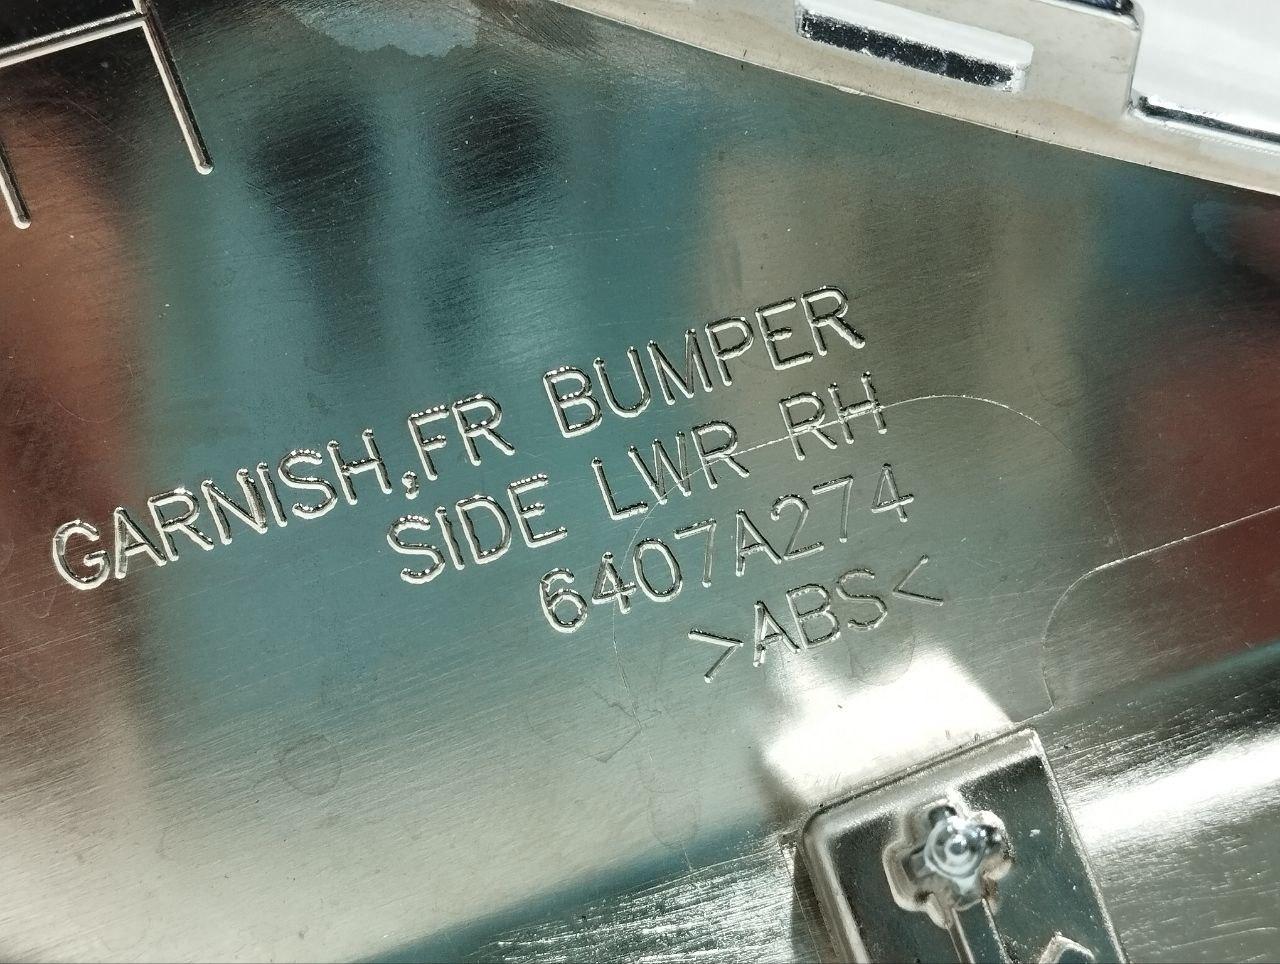 GARNISH,FR BUMPER
SIDE LWR RH
6407A274
>ABS<